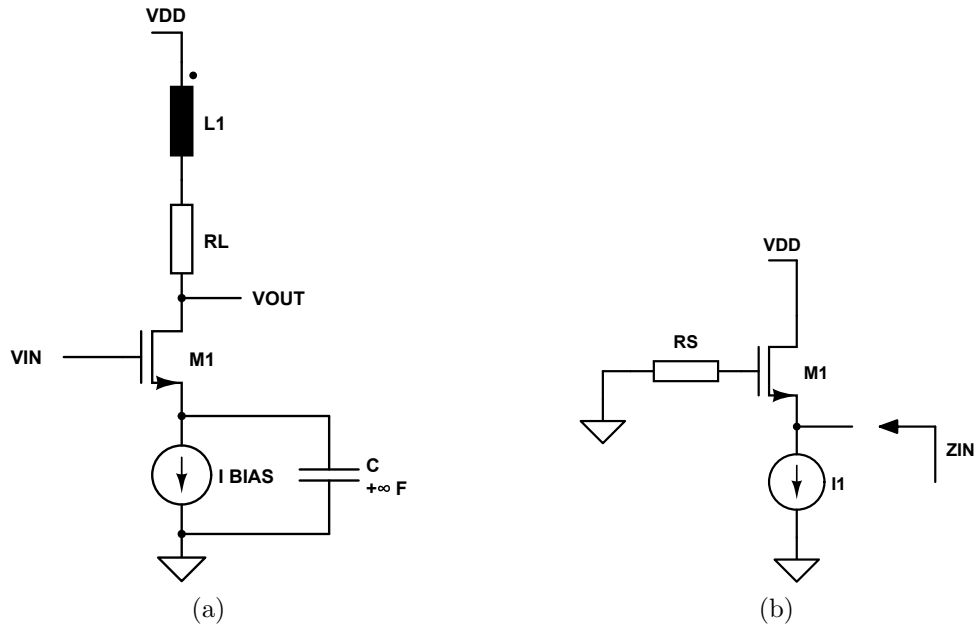 VDD
L1
RL
VOUT
VIN
M1
I BIAS
C
+∞ F
(a)
VDD
RS
M1
ZIN
I1
(b)